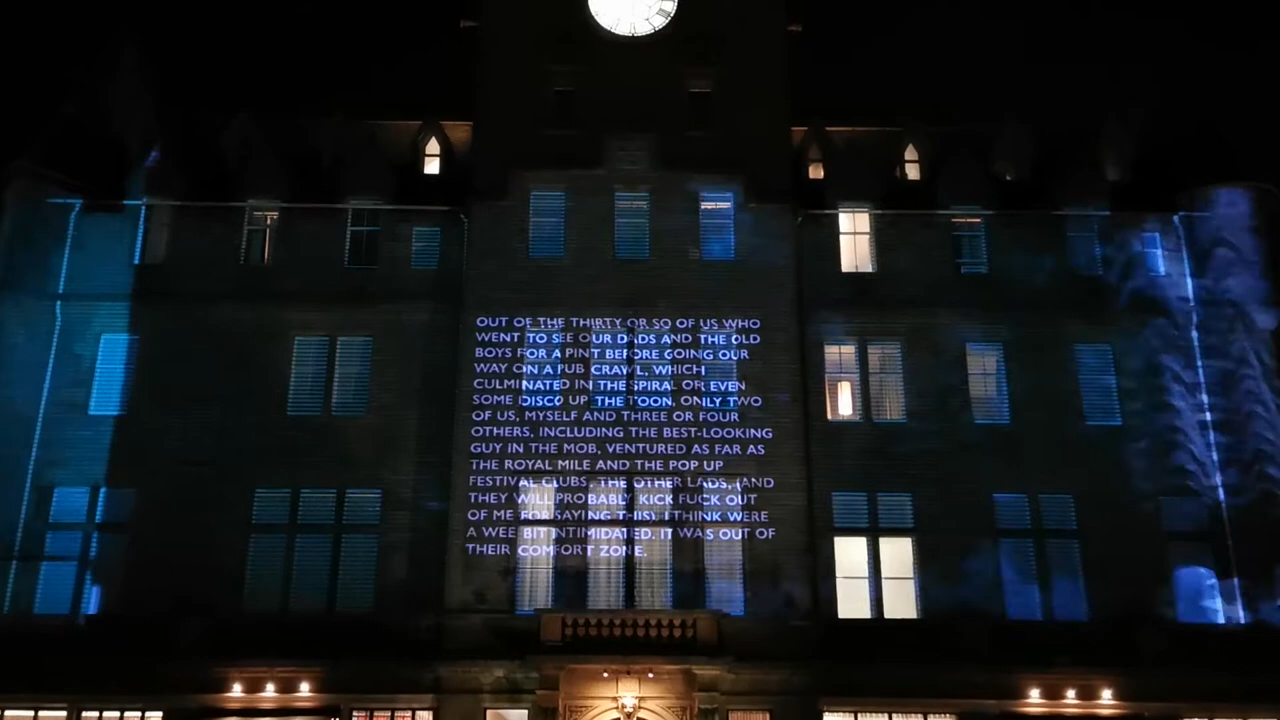 OUT OF THE THIRTY OR SO OF US WHO
WENT TO SEE OUR DADS AND THE OLD
BOYS FOR A PINT BEFORE GOING OUR
WAY ON A PUB CRAWL, WHICH
CULMINATED IN THE SPIRAL OR EVEN
SOME DISCO UP THE TOON, ONLY TWO
OF US, MYSELF AND THREE OR FOUR
OTHERS, INCLUDING THE BEST-LOOKING
GUY IN THE MOB, VENTURED AS FAR AS
THE ROYAL MILE AND THE POP UP
FESTIVAL CLUBS. THE OTHER LADS, (AND
THEY WILL PROBABLY KICK FUCK OUT
OF ME FOR SAYING THIS) I THINK WERE
A WEE BIT INTIMIDATED. IT WAS OUT OF
THEIR COMFORT ZONE.